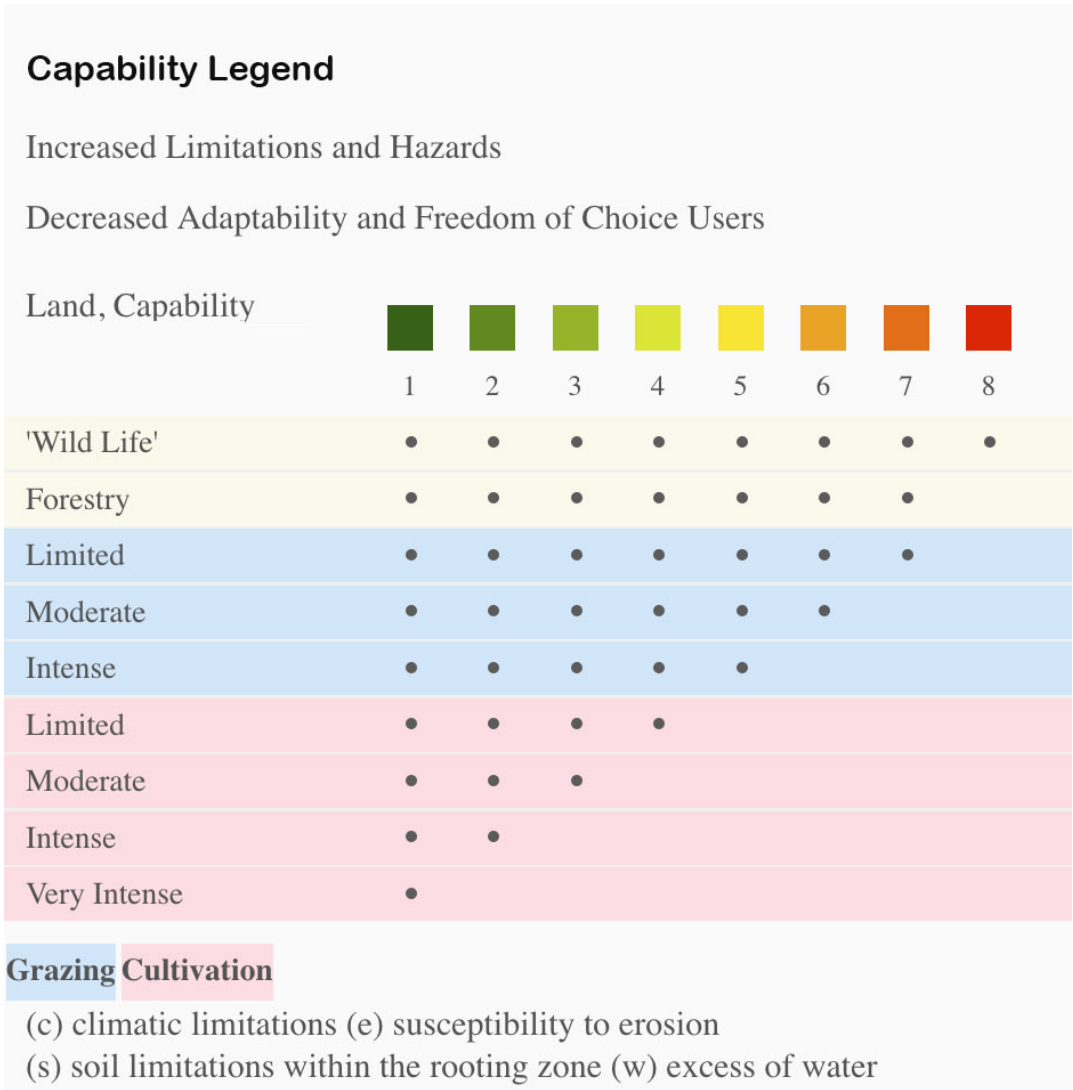 Capability Legend
Increased Limitations and Hazards
Decreased Adaptability and Freedom of Choice Users
Land, Capability
1 2 3 4 5 6 7 8
'Wild Life'
Forestry
Limited
Moderate
Intense
Limited
Moderate
Intense
Very Intense
Grazing Cultivation
(c) climatic limitations (e) susceptibility to erosion
(s) soil limitations within the rooting zone (w) excess of water